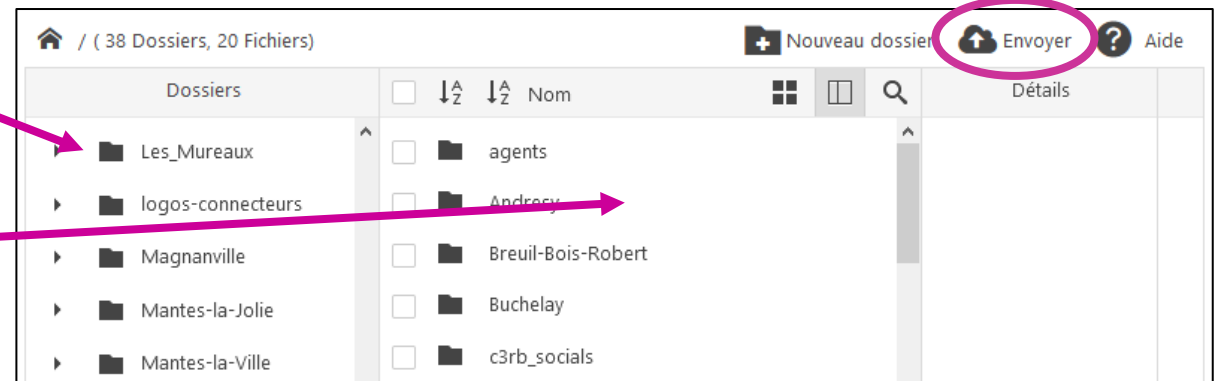 / ( 38 Dossiers, 20 Fichiers) Nouveau dossier Envoyer ? Aide
Dossiers A Z A Z Nom Détails
Les_Mureaux agents
logos-connecteurs Andresy
Magnanville Breuil-Bois-Robert
Mantes-la-Jolie Buchelay
Mantes-la-Ville c3rb_socials